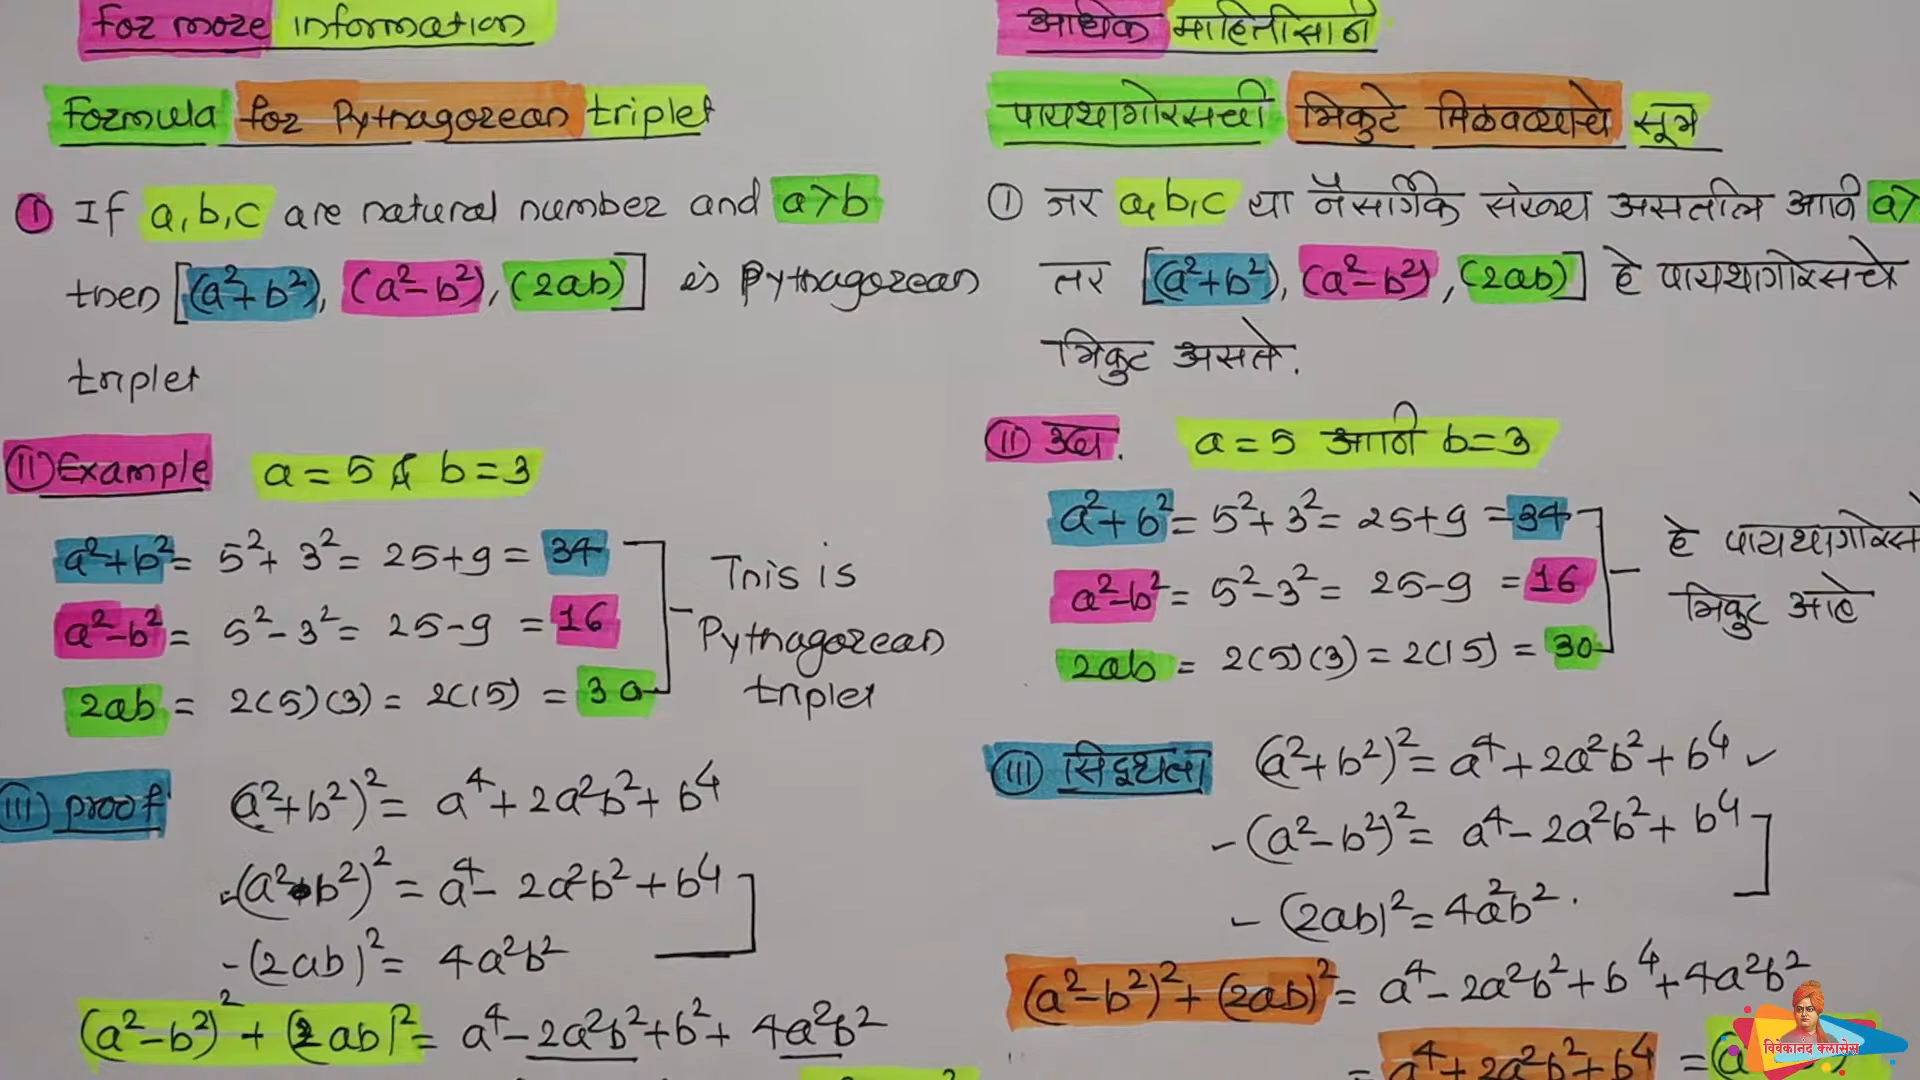 For more information
Formula for Pythagorean triplet
① If a, b, c are natural number and a>b
then [(a²+b²), (a²-b²), (2ab)] is Pythagorean
triplet
ⅠⅠ Example a = 5 & b = 3
a²+b² = 5²+ 3² = 25+9 = 34
a²-b² = 5²-3² = 25-9 = 16
2ab = 2(5)(3) = 2(15) = 30
This is
Pythagorean
triplet
ⅠⅠⅠ proof (a²+b²)² = a⁴+2a²b²+b⁴
-(a² b²)² = a⁴- 2a²b²+b⁴
-(2ab)² = 4a²b²
(a²-b²)² + (2ab)² = a⁴-2a²b²+b²+ 4a²b²
अधिक माहितीसाठी
पायथागोरसची त्रिकुटे मिळवण्याचे सूत्र
① जर a,b,c या नैसर्गिक संख्या असतील आणि a>
तर [(a²+b²), (a²-b²), (2ab)] हे पायथागोरसचे
त्रिकुट असते.
ⅠⅠ उदा. a = 5 आणि b=3
a²+b² = 5²+3² = 25+9 = 34
a²-b² = 5²-3² = 25-9 = 16
2ab = 2(5)(3) = 2(15) = 30
हे पायथागोरस
त्रिकुट आहे
ⅠⅠⅠ सिद्धता (a²+b²)² = a⁴+2a²b²+b⁴ ✓
-(a²-b²)² = a⁴-2a²b²+b⁴
-(2ab)² = 4a²b².
(a²-b²)²+(2ab)² = a⁴-2a²b²+b⁴+4a²b²
= a⁴+2a²b²+b⁴ = (a
विवेकानंद क्लासेस